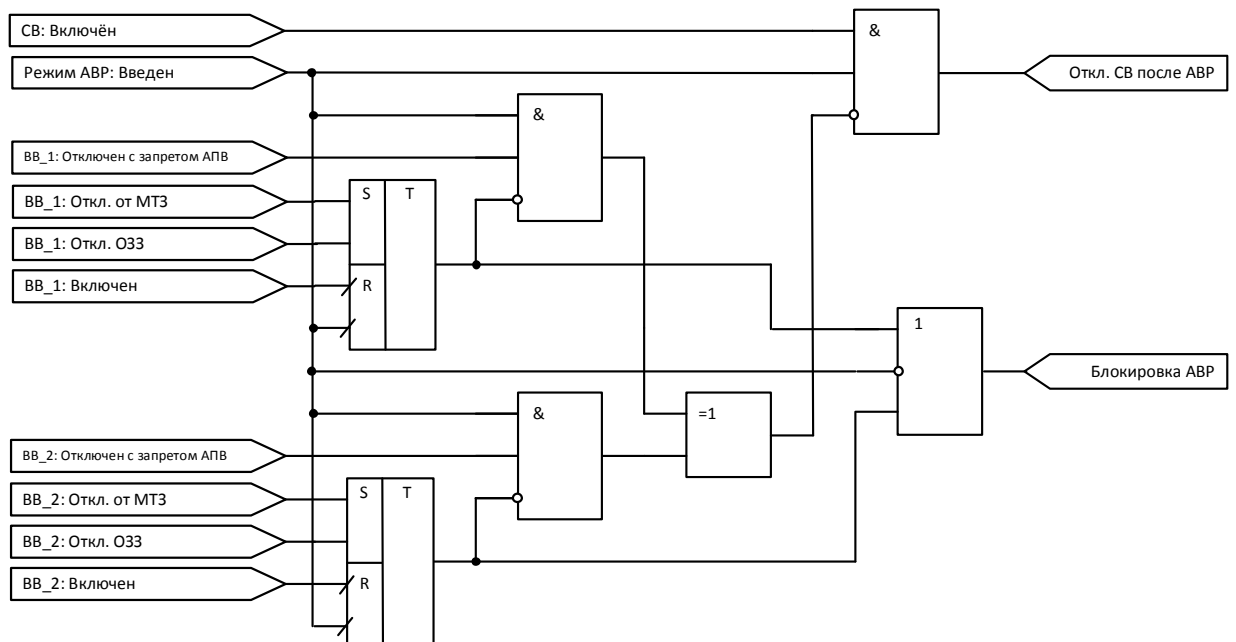 СВ: Включён
&
Режим АВР: Введен
Откл. СВ после АВР
&
ВВ_1: Отключен с запретом АПВ
S T
ВВ_1: Откл. от МТЗ
ВВ_1: Откл. ОЗЗ
ВВ_1: Включен
R
1
Блокировка АВР
&
=1
ВВ_2: Отключен с запретом АПВ
S T
ВВ_2: Откл. от МТЗ
ВВ_2: Откл. ОЗЗ
ВВ_2: Включен
R